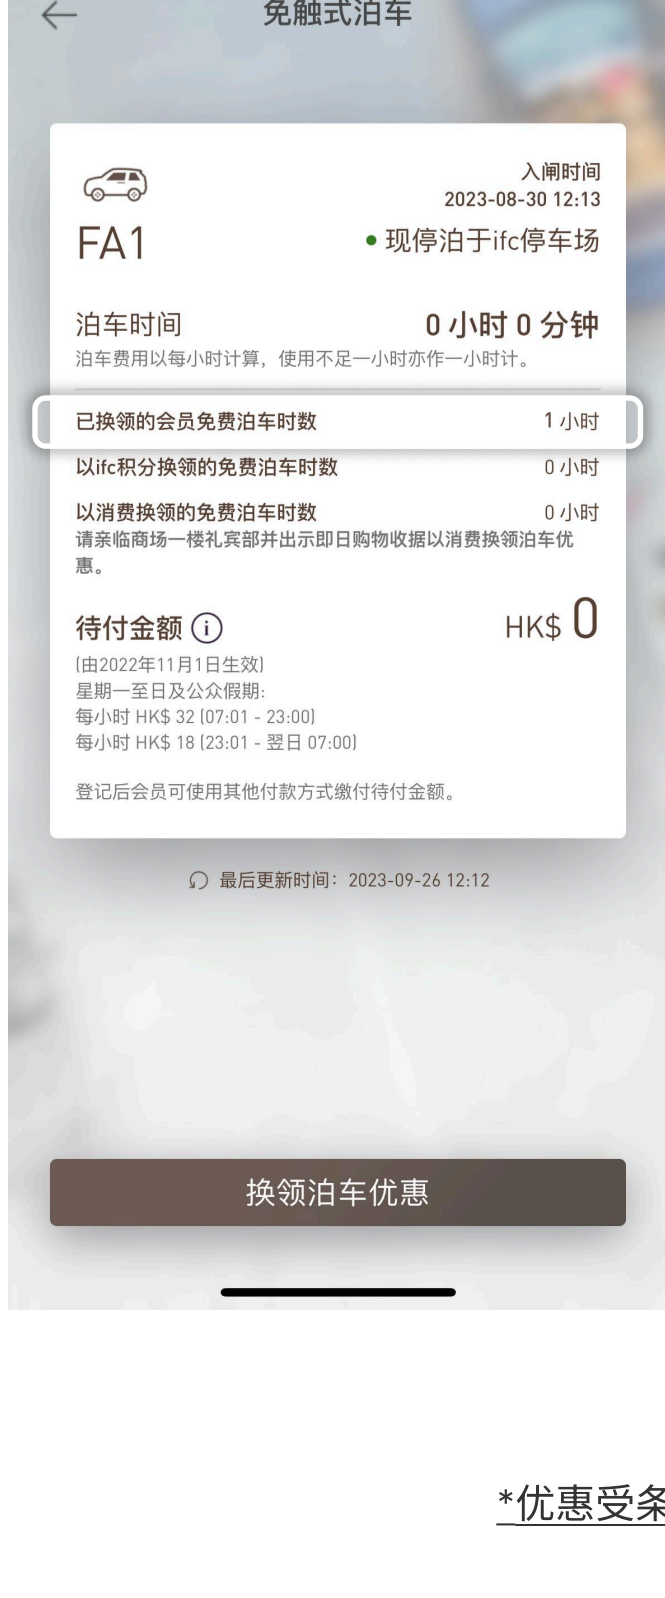 免触式泊车
入闸时间
2023-08-30 12:13
FA1
现停泊于ifc停车场
泊车时间 0 小时 0 分钟
泊车费用以每小时计算，使用不足一小时亦作一小时计。
已换领的会员免费泊车时数 1 小时
以ifc积分换领的免费泊车时数 0 小时
以消费换领的免费泊车时数 0 小时
请亲临商场一楼礼宾部并出示即日购物收据以消费换领泊车优
惠。
待付金额 HK$ 0
(由2022年11月1日生效)
星期一至日及公众假期:
每小时 HK$ 32 (07:01 - 23:00)
每小时 HK$ 18 (23:01 - 翌日 07:00)
登记后会员可使用其他付款方式缴付待付金额。
最后更新时间：2023-09-26 12:12
换领泊车优惠
*优惠受条